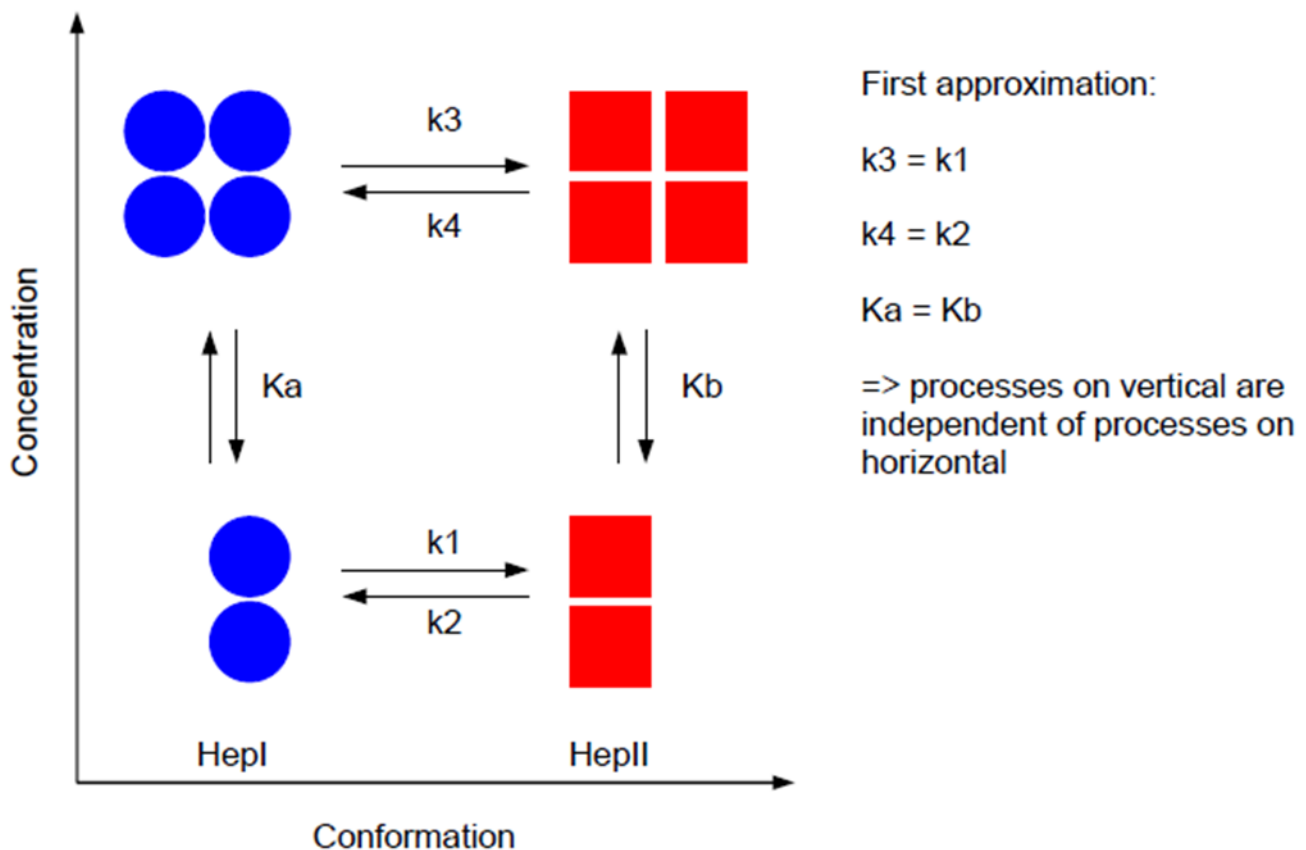 Concentration
k3
k4
Ka
Kb
k1
k2
HepI
HepII
Conformation
First approximation:
k3 = k1
k4 = k2
Ka = Kb
=> processes on vertical are
independent of processes on
horizontal